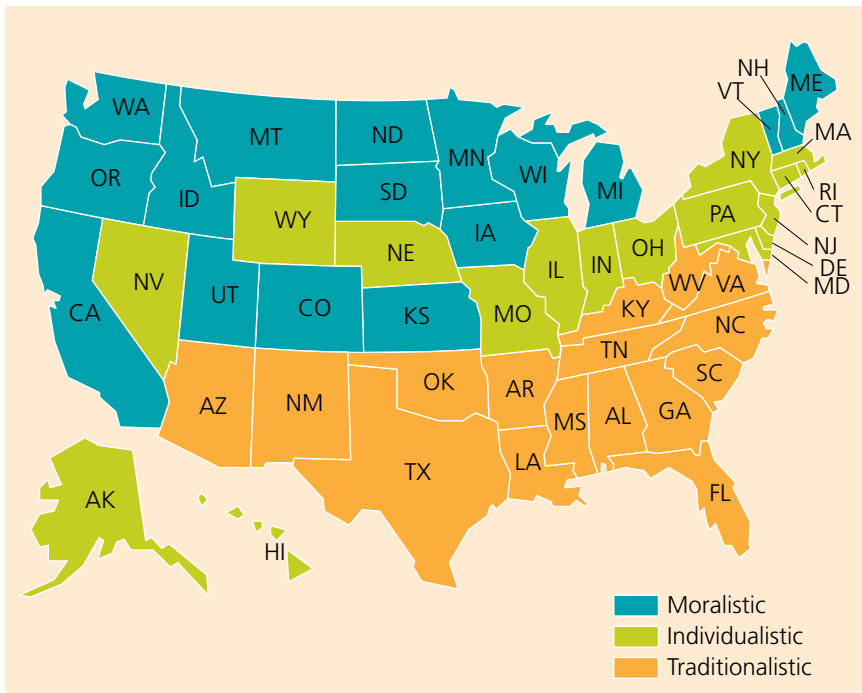 NH
ME
VT
WA
MT
ND
MN
MA
OR
ID
SD
WI
MI
NY
RI
CT
WY
IA
PA
NJ
NE
OH
DE
NV
UT
IL
IN
MD
CO
KS
MO
WV
VA
CA
KY
NC
TN
AZ
NM
OK
AR
SC
MS
AL
GA
TX
LA
FL
AK
HI
Moralistic
Individualistic
Traditionalistic